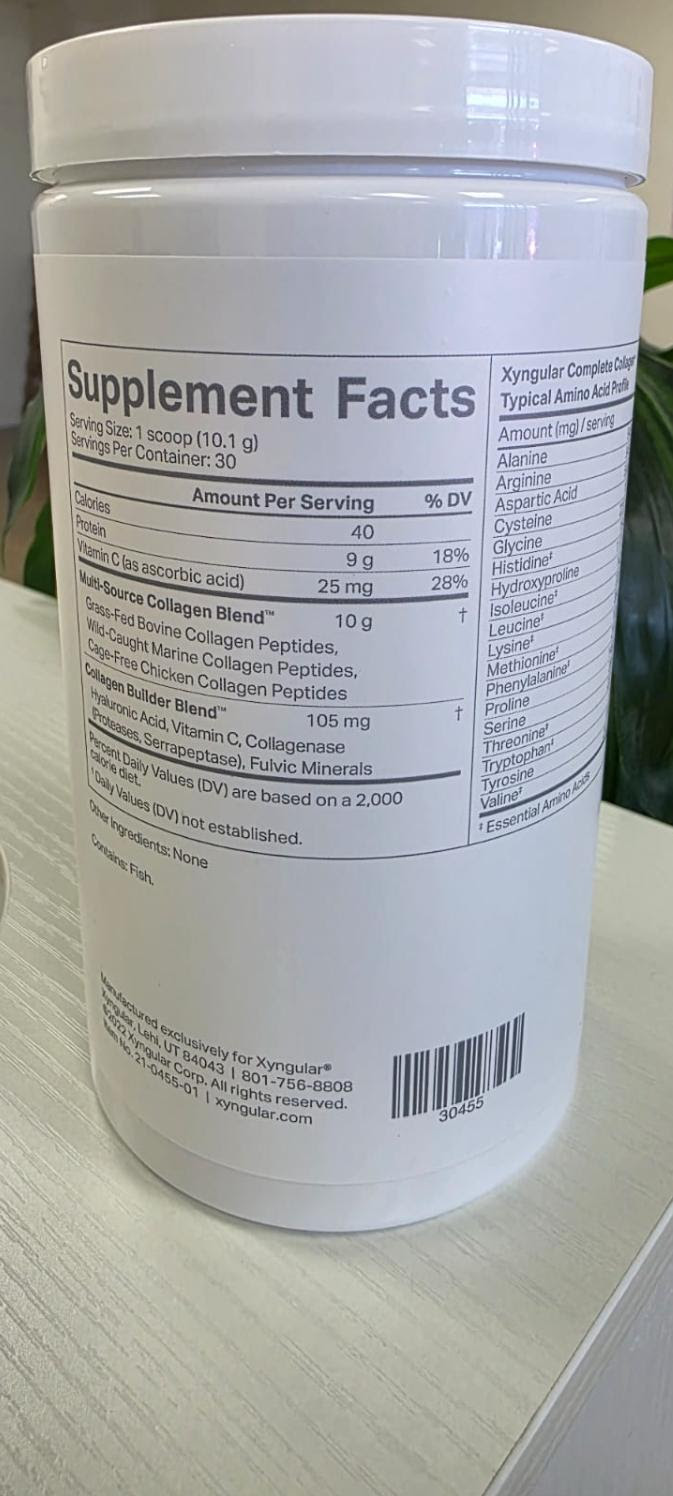 Supplement Facts
Serving Size: 1 scoop (10.1 g)
Servings Per Container: 30
Amount Per Serving % DV
Calories 40
Protein 9 g 18%
Vitamin C (as ascorbic acid) 25 mg 28%
Multi-Source Collagen Blend™ 10 g †
Grass-Fed Bovine Collagen Peptides,
Wild-Caught Marine Collagen Peptides,
Cage-Free Chicken Collagen Peptides
Collagen Builder Blend™ 105 mg †
Hyaluronic Acid, Vitamin C, Collagenase
(Proteases, Serrapeptase), Fulvic Minerals
Percent Daily Values (DV) are based on a 2,000
calorie diet.
† Daily Values (DV) not established.
Other Ingredients: None
Contains: Fish.
Xyngular Complete Collagen
Typical Amino Acid Profile
Amount (mg) / serving
Alanine
Arginine
Aspartic Acid
Cysteine
Glycine
Histidine‡
Hydroxyproline
Isoleucine‡
Leucine‡
Lysine‡
Methionine‡
Phenylalanine‡
Proline
Serine
Threonine‡
Tryptophan‡
Tyrosine
Valine‡
‡ Essential Amino Acids
Manufactured exclusively for Xyngular®
Xyngular, Lehi, UT 84043 | 801-756-8808
©2022 Xyngular Corp. All rights reserved.
Item No. 21-0455-01 | xyngular.com
30455